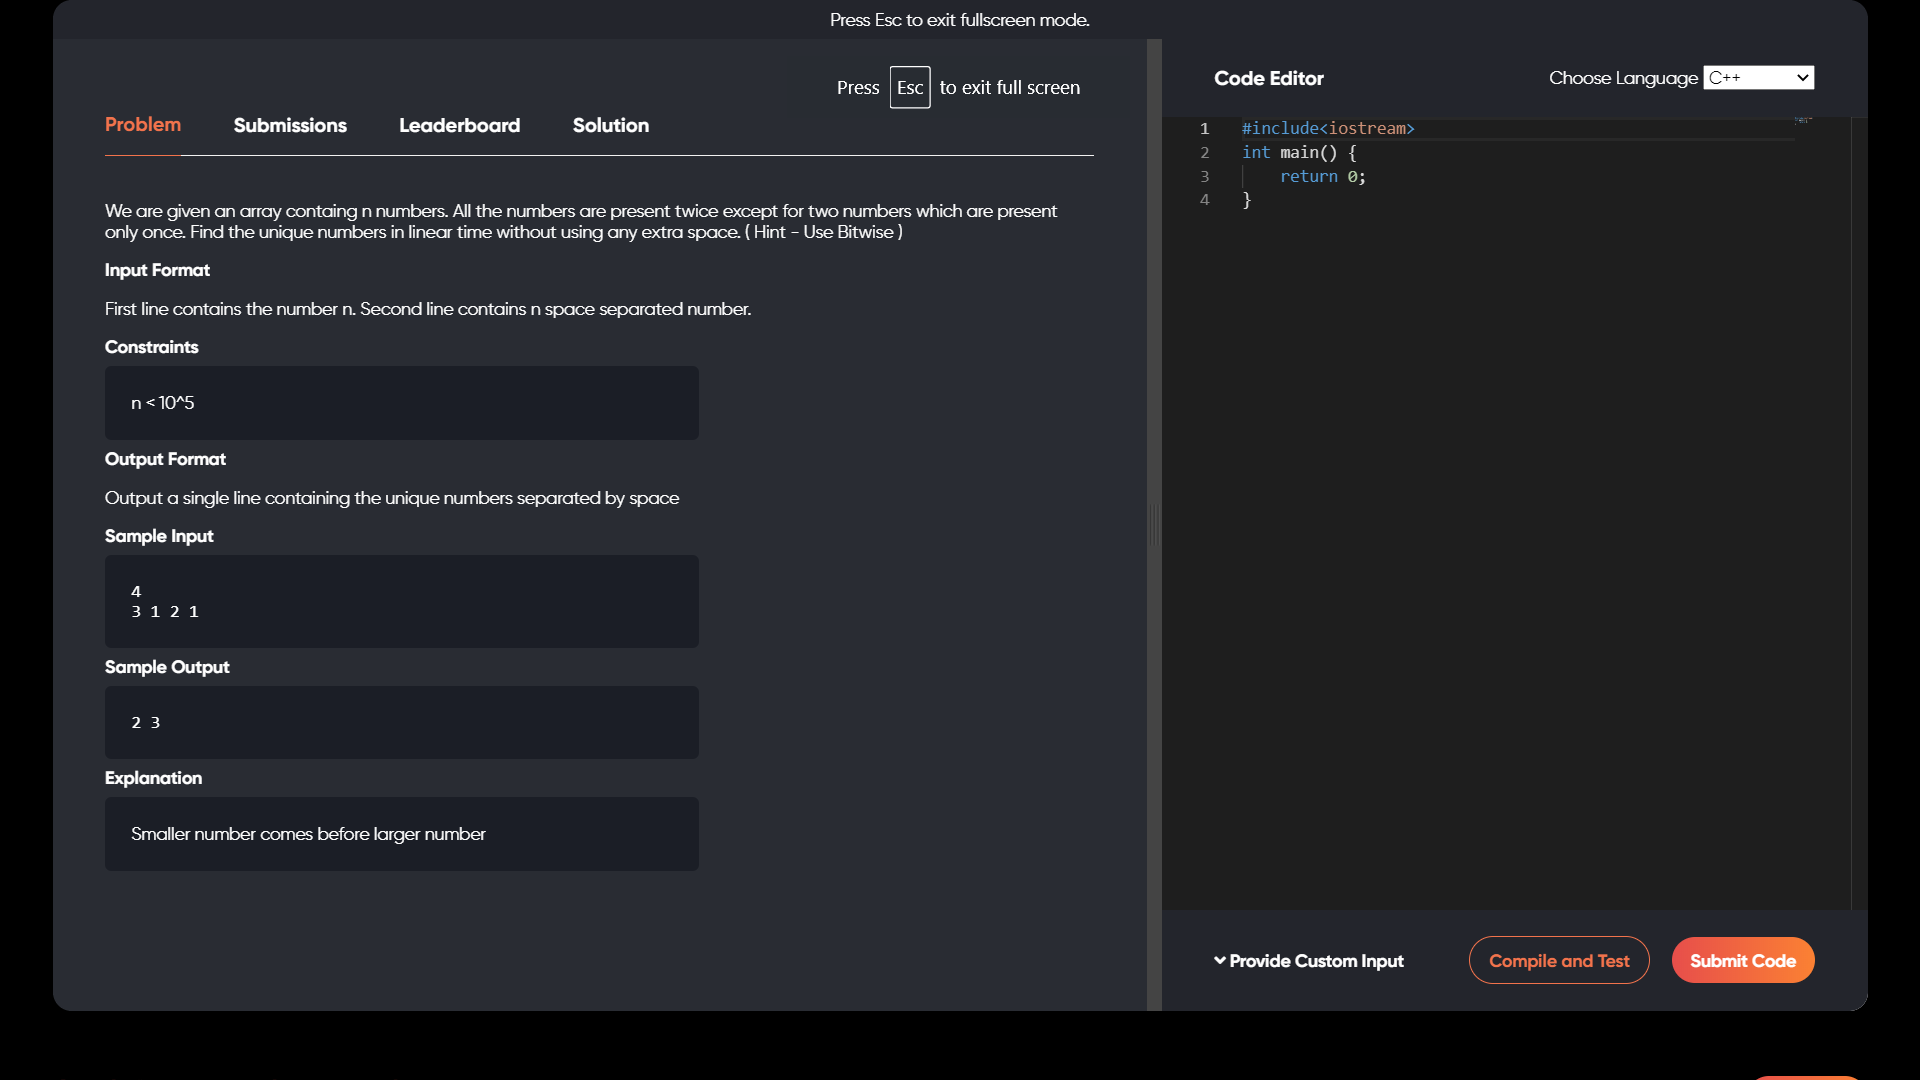 Press Esc to exit fullscreen mode.
Press Esc to exit full screen
Problem Submissions Leaderboard Solution
We are given an array containg n numbers. All the numbers are present twice except for two numbers which are present
only once. Find the unique numbers in linear time without using any extra space. ( Hint - Use Bitwise )
Input Format
First line contains the number n. Second line contains n space separated number.
Constraints
n < 10^5
Output Format
Output a single line containing the unique numbers separated by space
Sample Input
4
3 1 2 1
Sample Output
2 3
Explanation
Smaller number comes before larger number
Code Editor
Choose Language C++
1 #include<iostream>
2 int main() {
3 return 0;
4 }
Provide Custom Input
Compile and Test
Submit Code